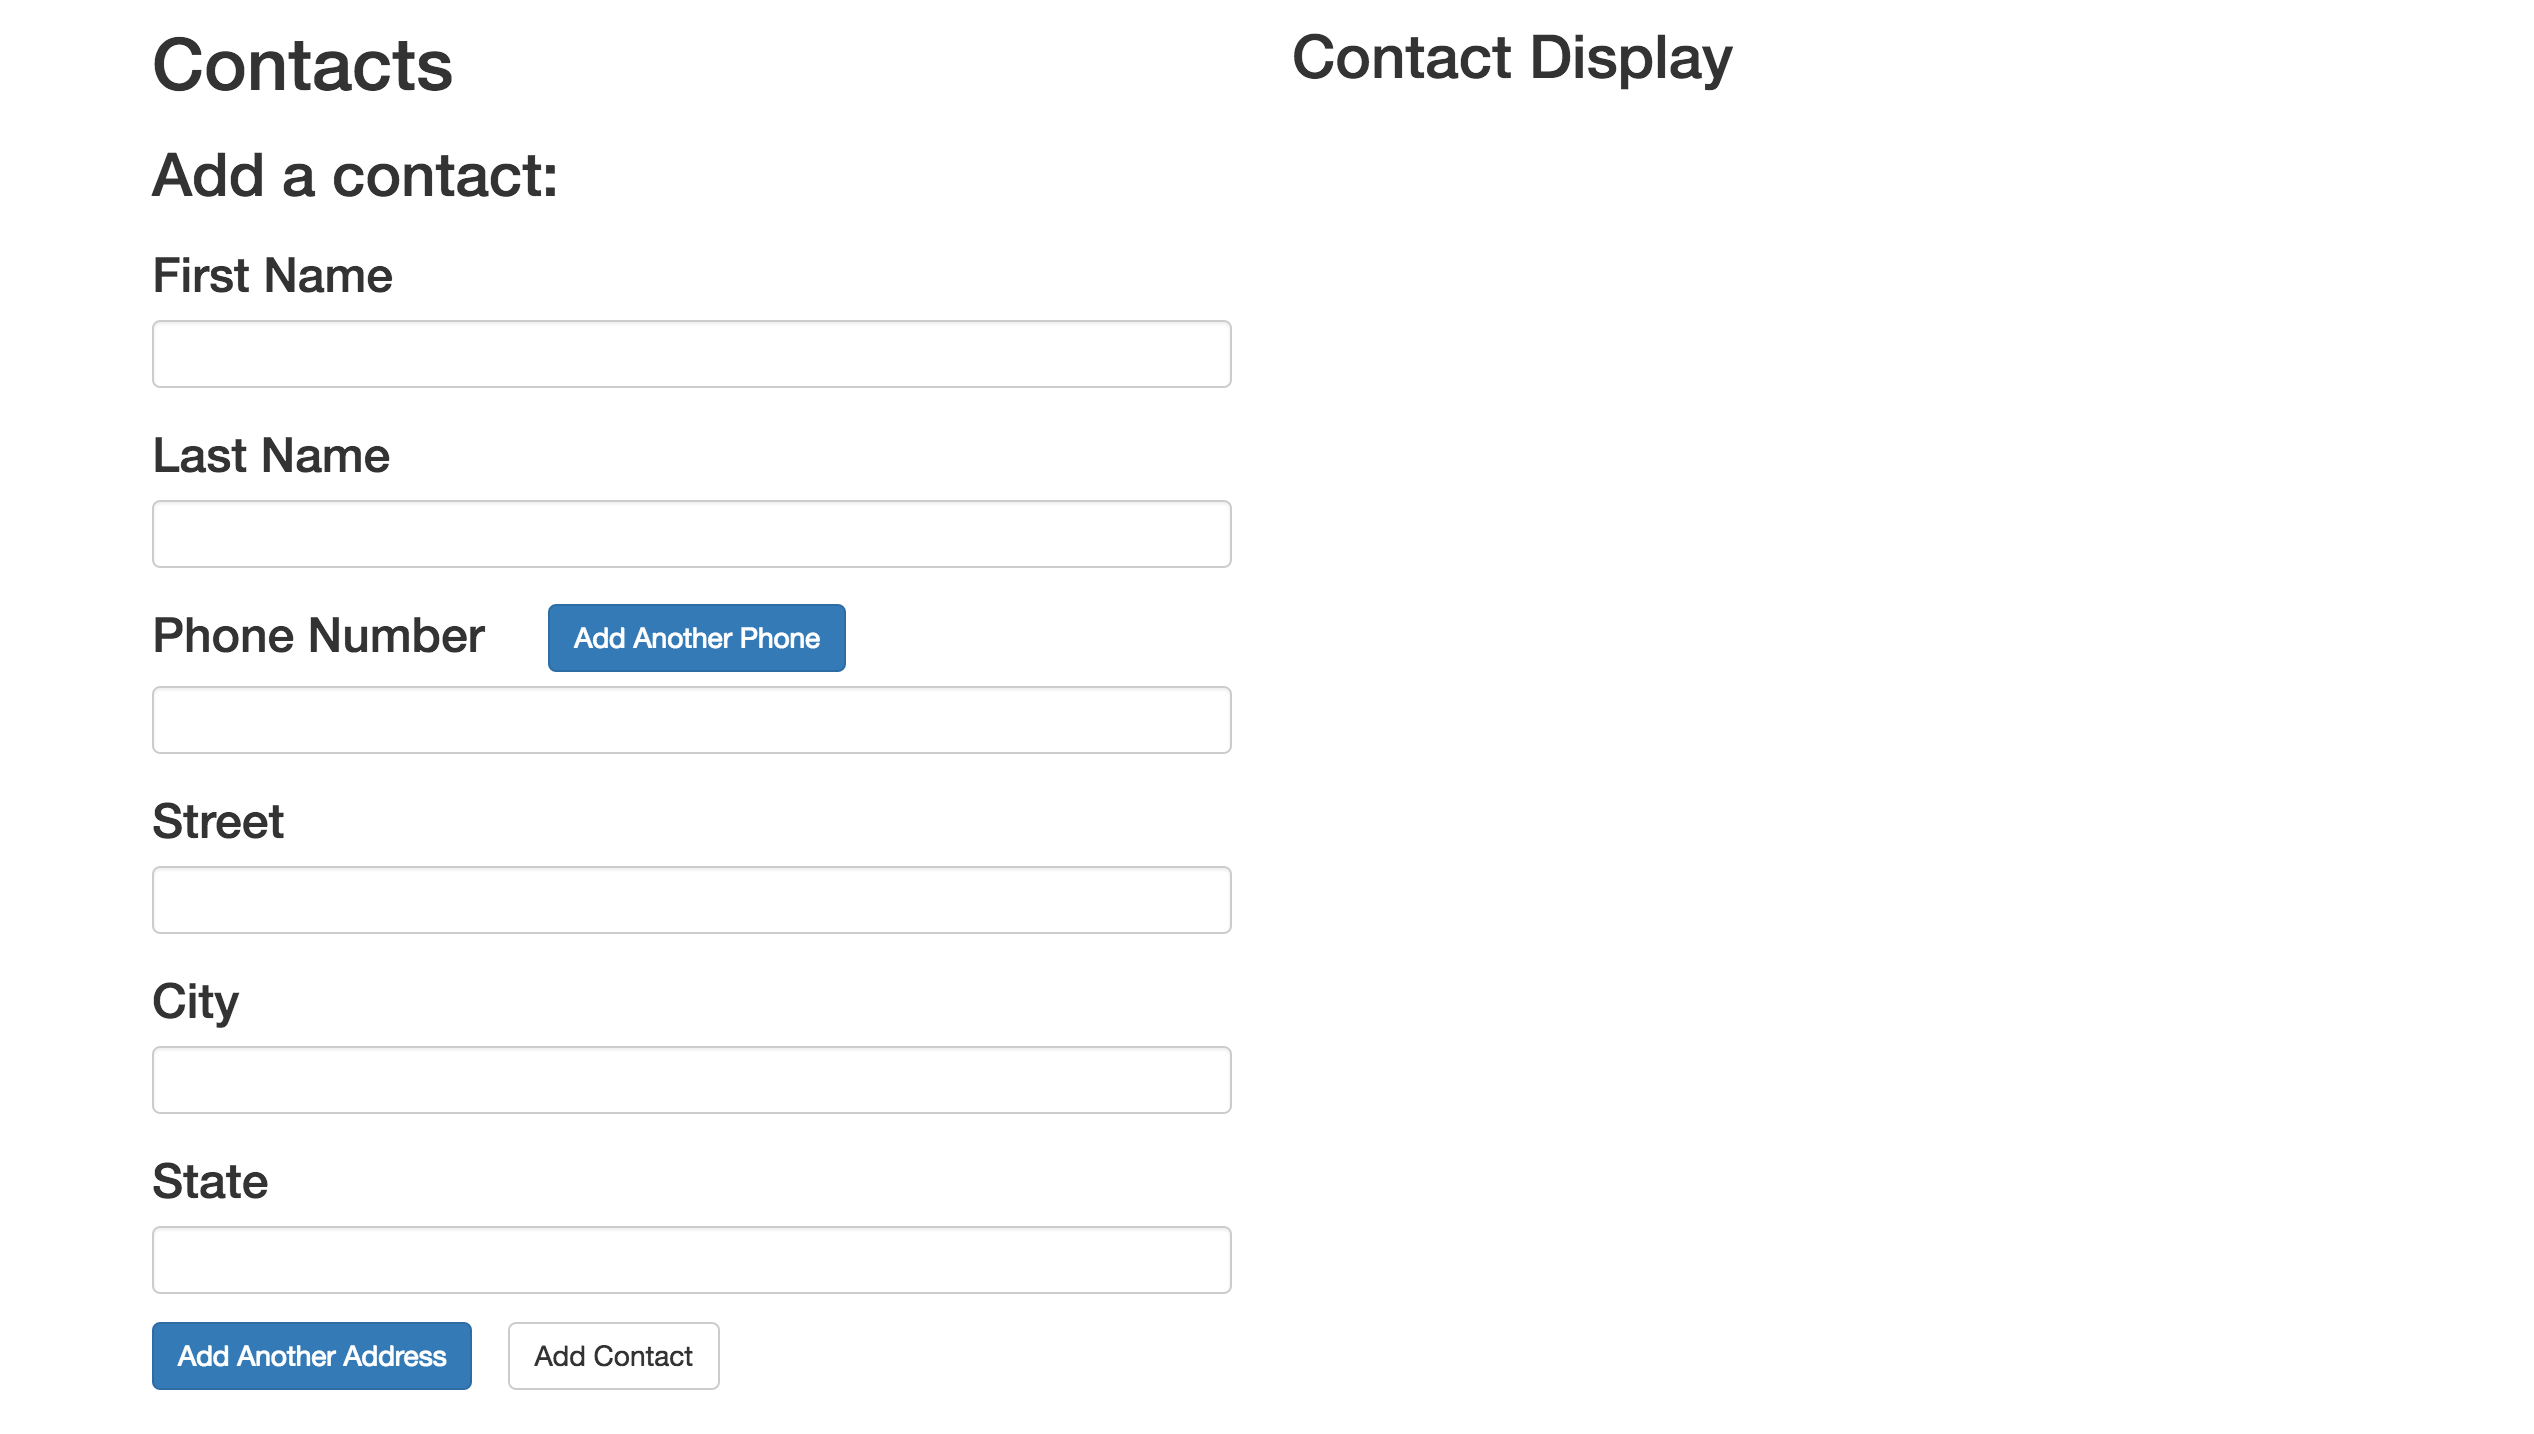 Contacts
Add a contact:
First Name
Last Name
Phone Number Add Another Phone
Street
City
State
Add Another Address Add Contact
Contact Display